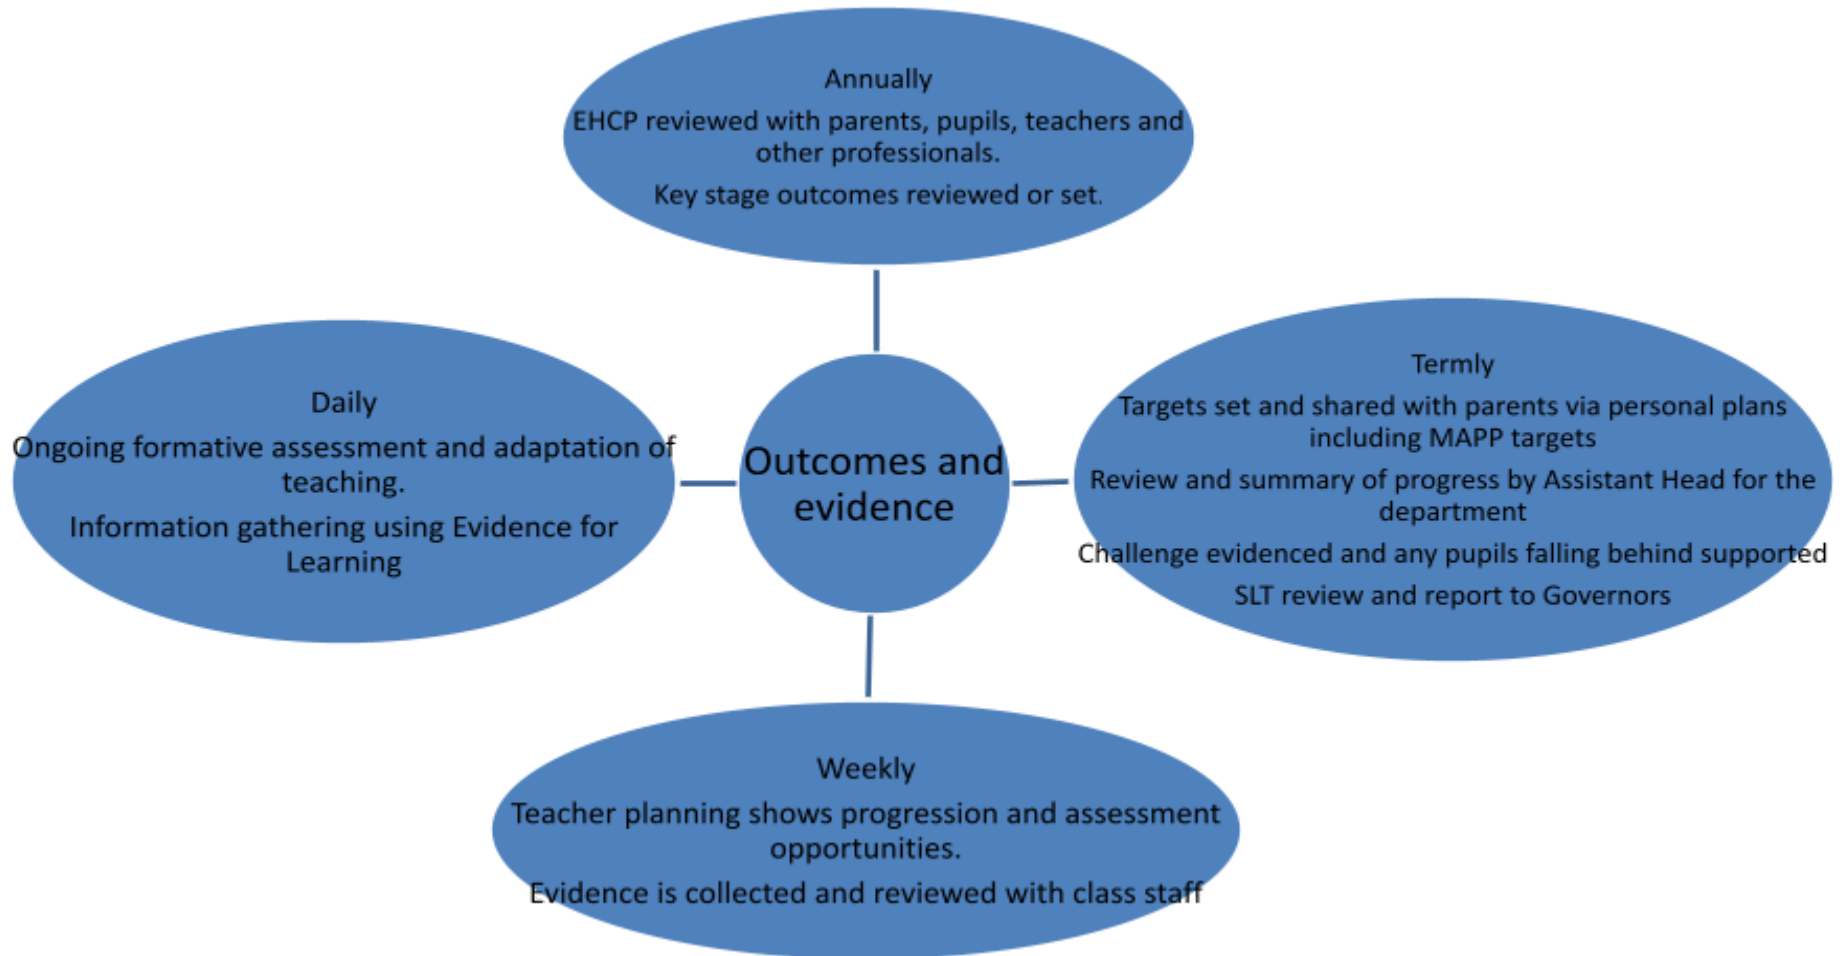 Annually
EHCP reviewed with parents, pupils, teachers and
other professionals.
Key stage outcomes reviewed or set.
Termly
Targets set and shared with parents via personal plans
including MAPP targets
Review and summary of progress by Assistant Head for the
department
Challenge evidenced and any pupils falling behind supported
SLT review and report to Governors
Daily
Ongoing formative assessment and adaptation of
teaching.
Information gathering using Evidence for
Learning
Outcomes and
evidence
Weekly
Teacher planning shows progression and assessment
opportunities.
Evidence is collected and reviewed with class staff